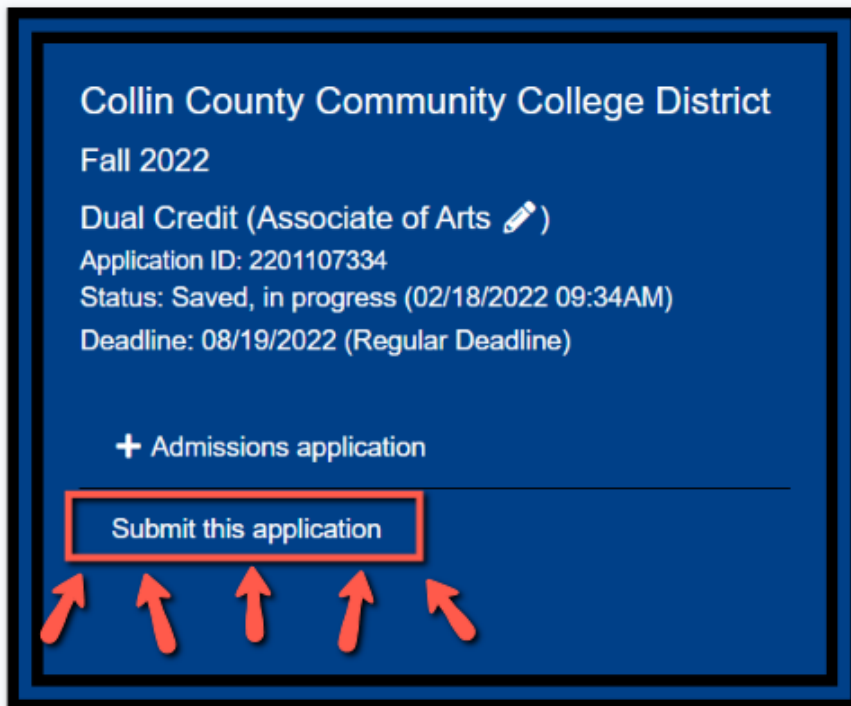 Collin County Community College District
Fall 2022
Dual Credit (Associate of Arts )
Application ID: 2201107334
Status: Saved, in progress (02/18/2022 09:34AM)
Deadline: 08/19/2022 (Regular Deadline)
+ Admissions application
Submit this application